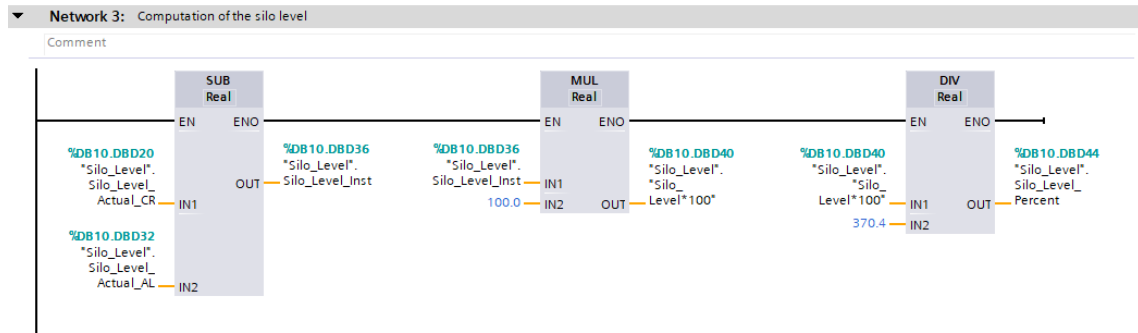 Network 3: Computation of the silo level
Comment
SUB
Real
EN ENO
%DB10.DBD20
"Silo_Level".
Silo_Level_
Actual_CR
IN1
%DB10.DBD32
"Silo_Level".
Silo_Level_
Actual_AL
IN2
OUT
%DB10.DBD36
"Silo_Level".
Silo_Level_Inst
MUL
Real
EN ENO
%DB10.DBD36
"Silo_Level".
Silo_Level_Inst
IN1
100.0
IN2
OUT
%DB10.DBD40
"Silo_Level".
"Silo_
Level*100"
DIV
Real
EN ENO
%DB10.DBD40
"Silo_Level".
"Silo_
Level*100"
IN1
370.4
IN2
OUT
%DB10.DBD44
"Silo_Level".
Silo_Level_
Percent